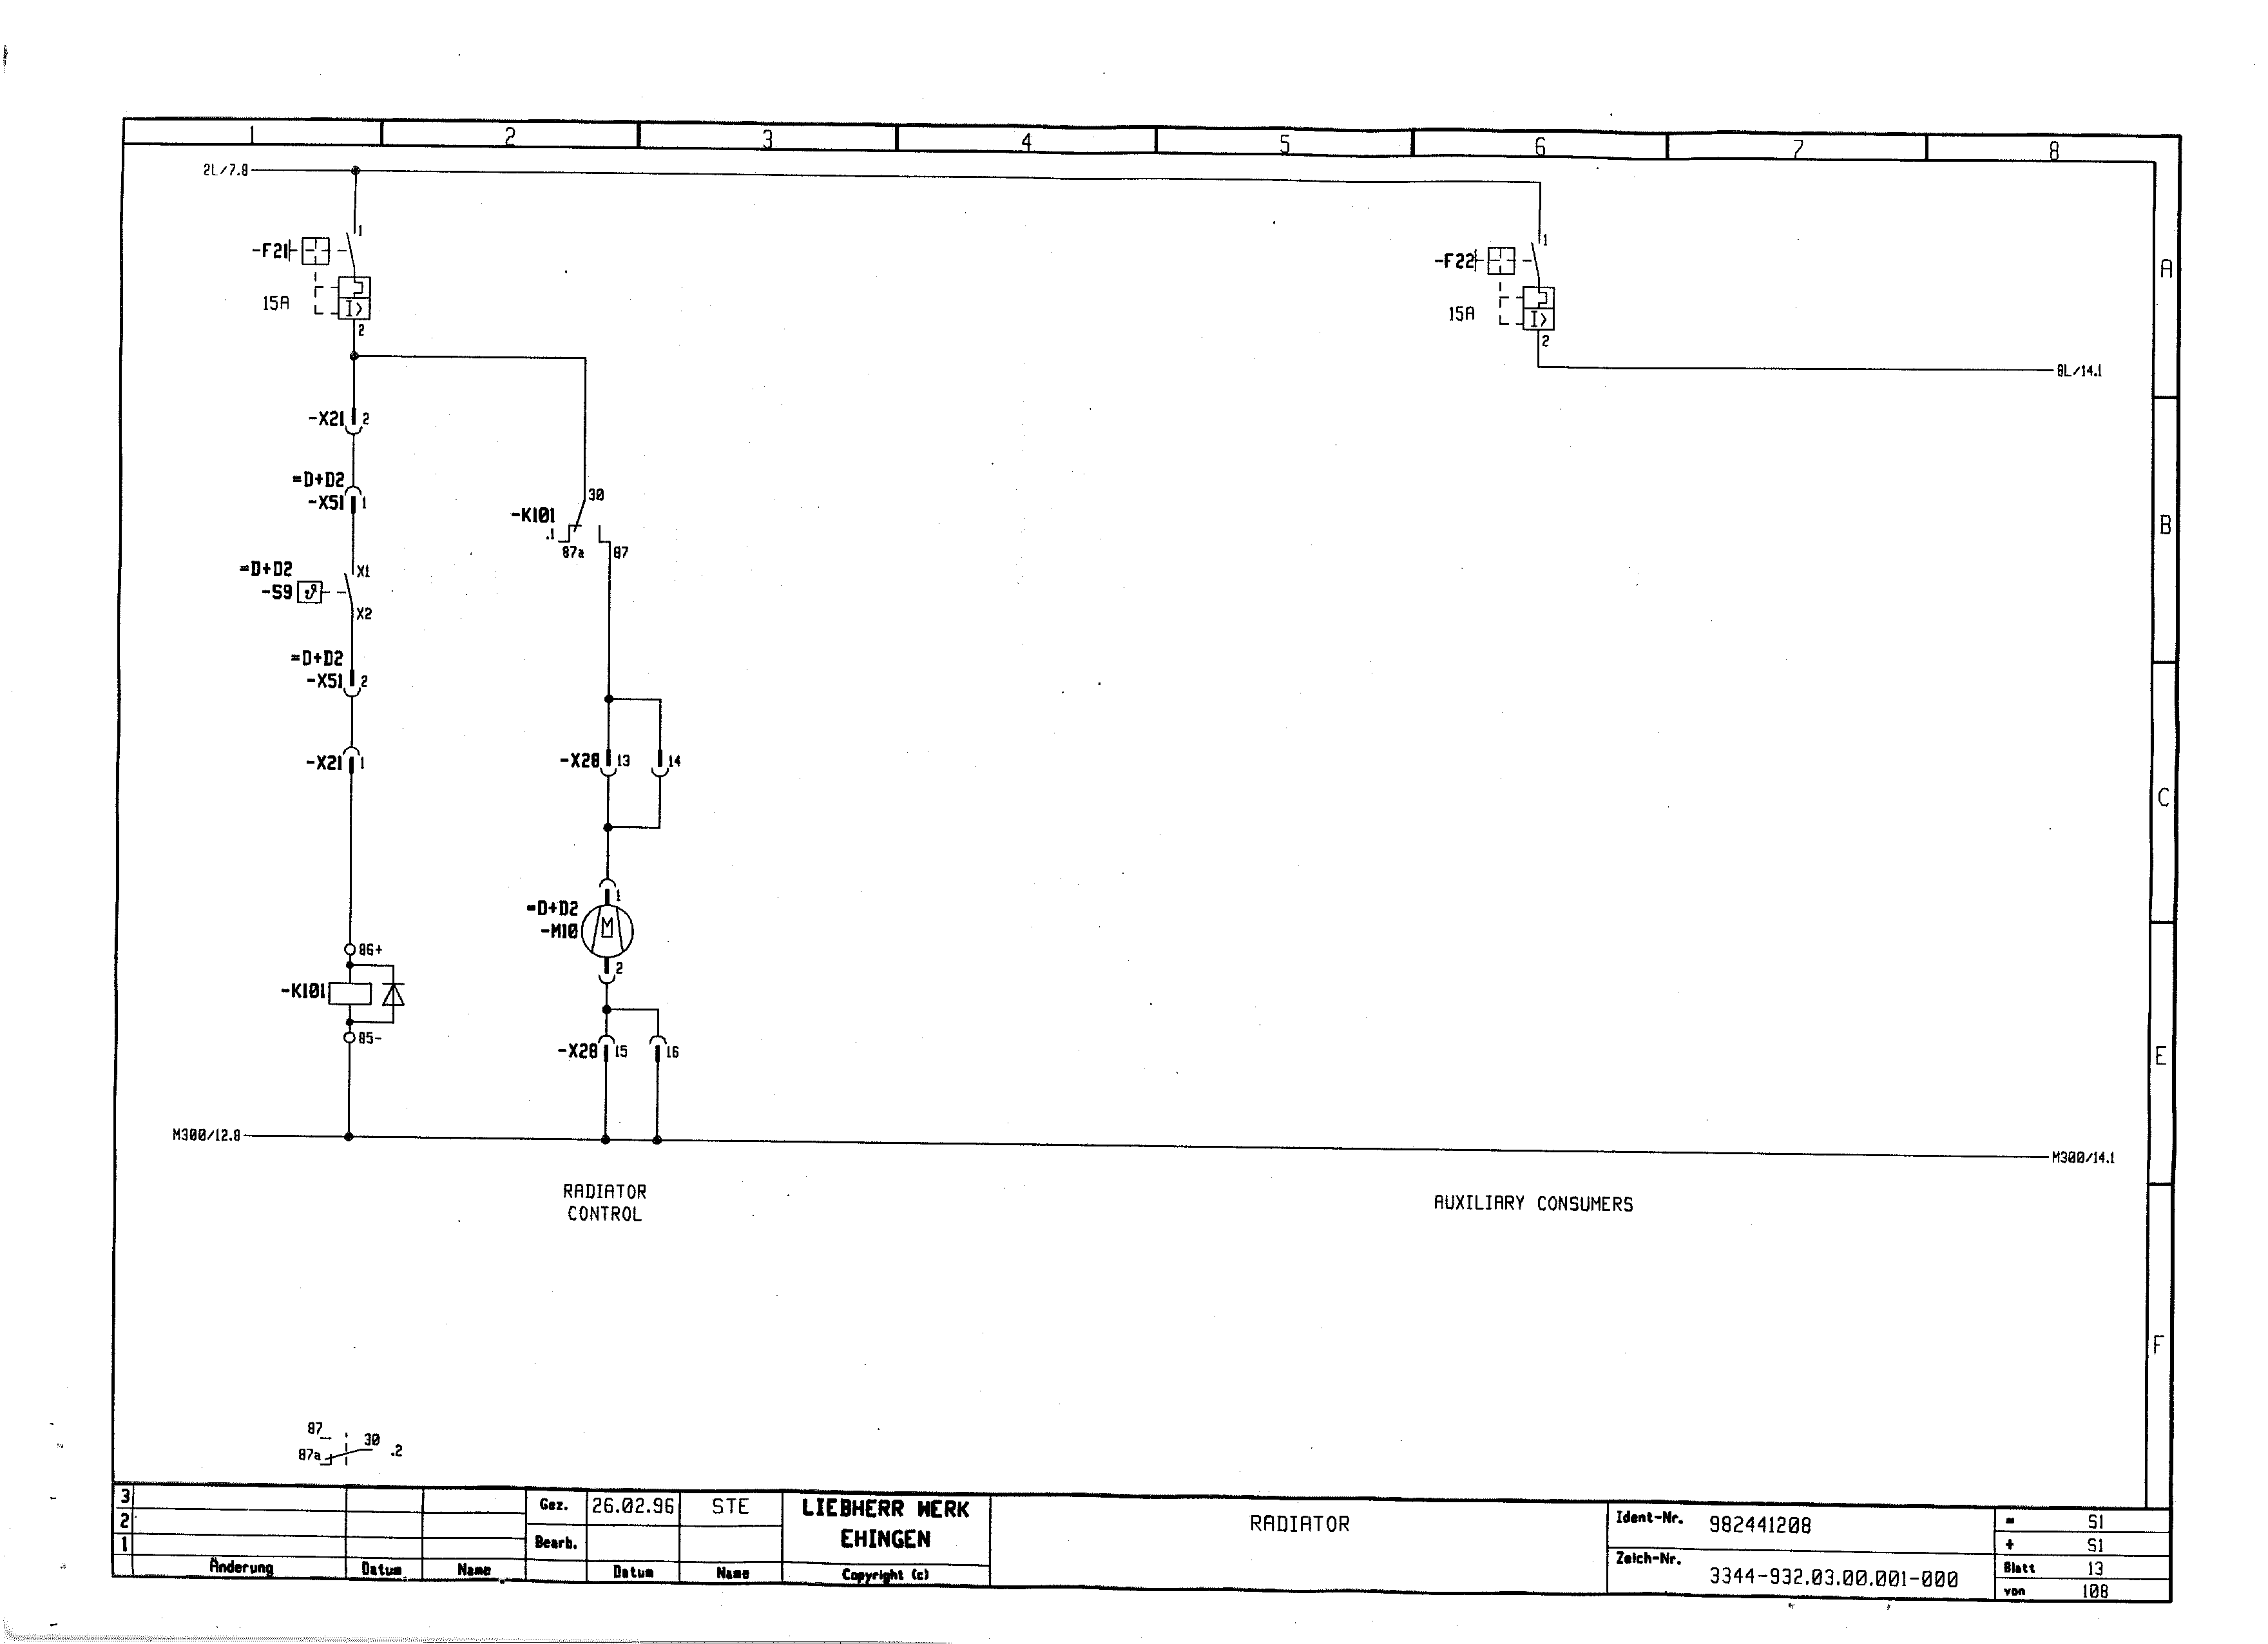 1 2 3 4 5 6 7 8
2L/7.8
1
-F21
15A
I>
2
1
-F22
15A
I>
2
8L/14.1
A
-X21 2
=D+D2
-X51 1
30
-K101
.1
87a 87
B
=D+D2 X1
-S9 ϑ
X2
=D+D2
-X51 2
-X21 1
-X28 13 14
C
1
=D+D2
-M10 M
2
86+
-K101
85-
-X28 15 16
E
M300/12.8
M300/14.1
RADIATOR
CONTROL
AUXILIARY CONSUMERS
F
87
30 .2
87a
3
2
1
Änderung Datum Name
Gez. 26.02.96 STE
Bearb.
Datum Name
LIEBHERR WERK
EHINGEN
Copyright (c)
RADIATOR
Ident-Nr. 982441208
Zeich-Nr. 3344-932.03.00.001-000
= S1
+ S1
Blatt 13
von 108